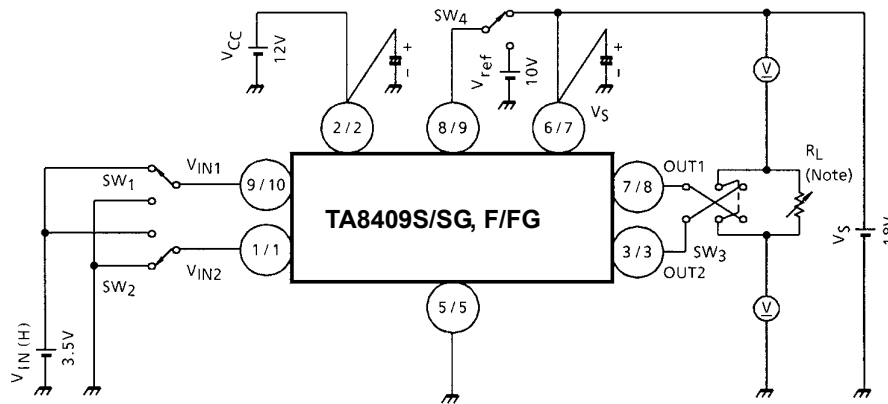 SW4
VCC
12V
+
-
Vref
10V
+
-
VS
V
2/2
8/9
6/7
SW1
VIN1
9/10
OUT1
7/8
RL
(Note)
TA8409S/SG, F/FG
VS
18V
SW2
VIN2
1/1
3/3
OUT2
SW3
5/5
V
VIN (H)
3.5V